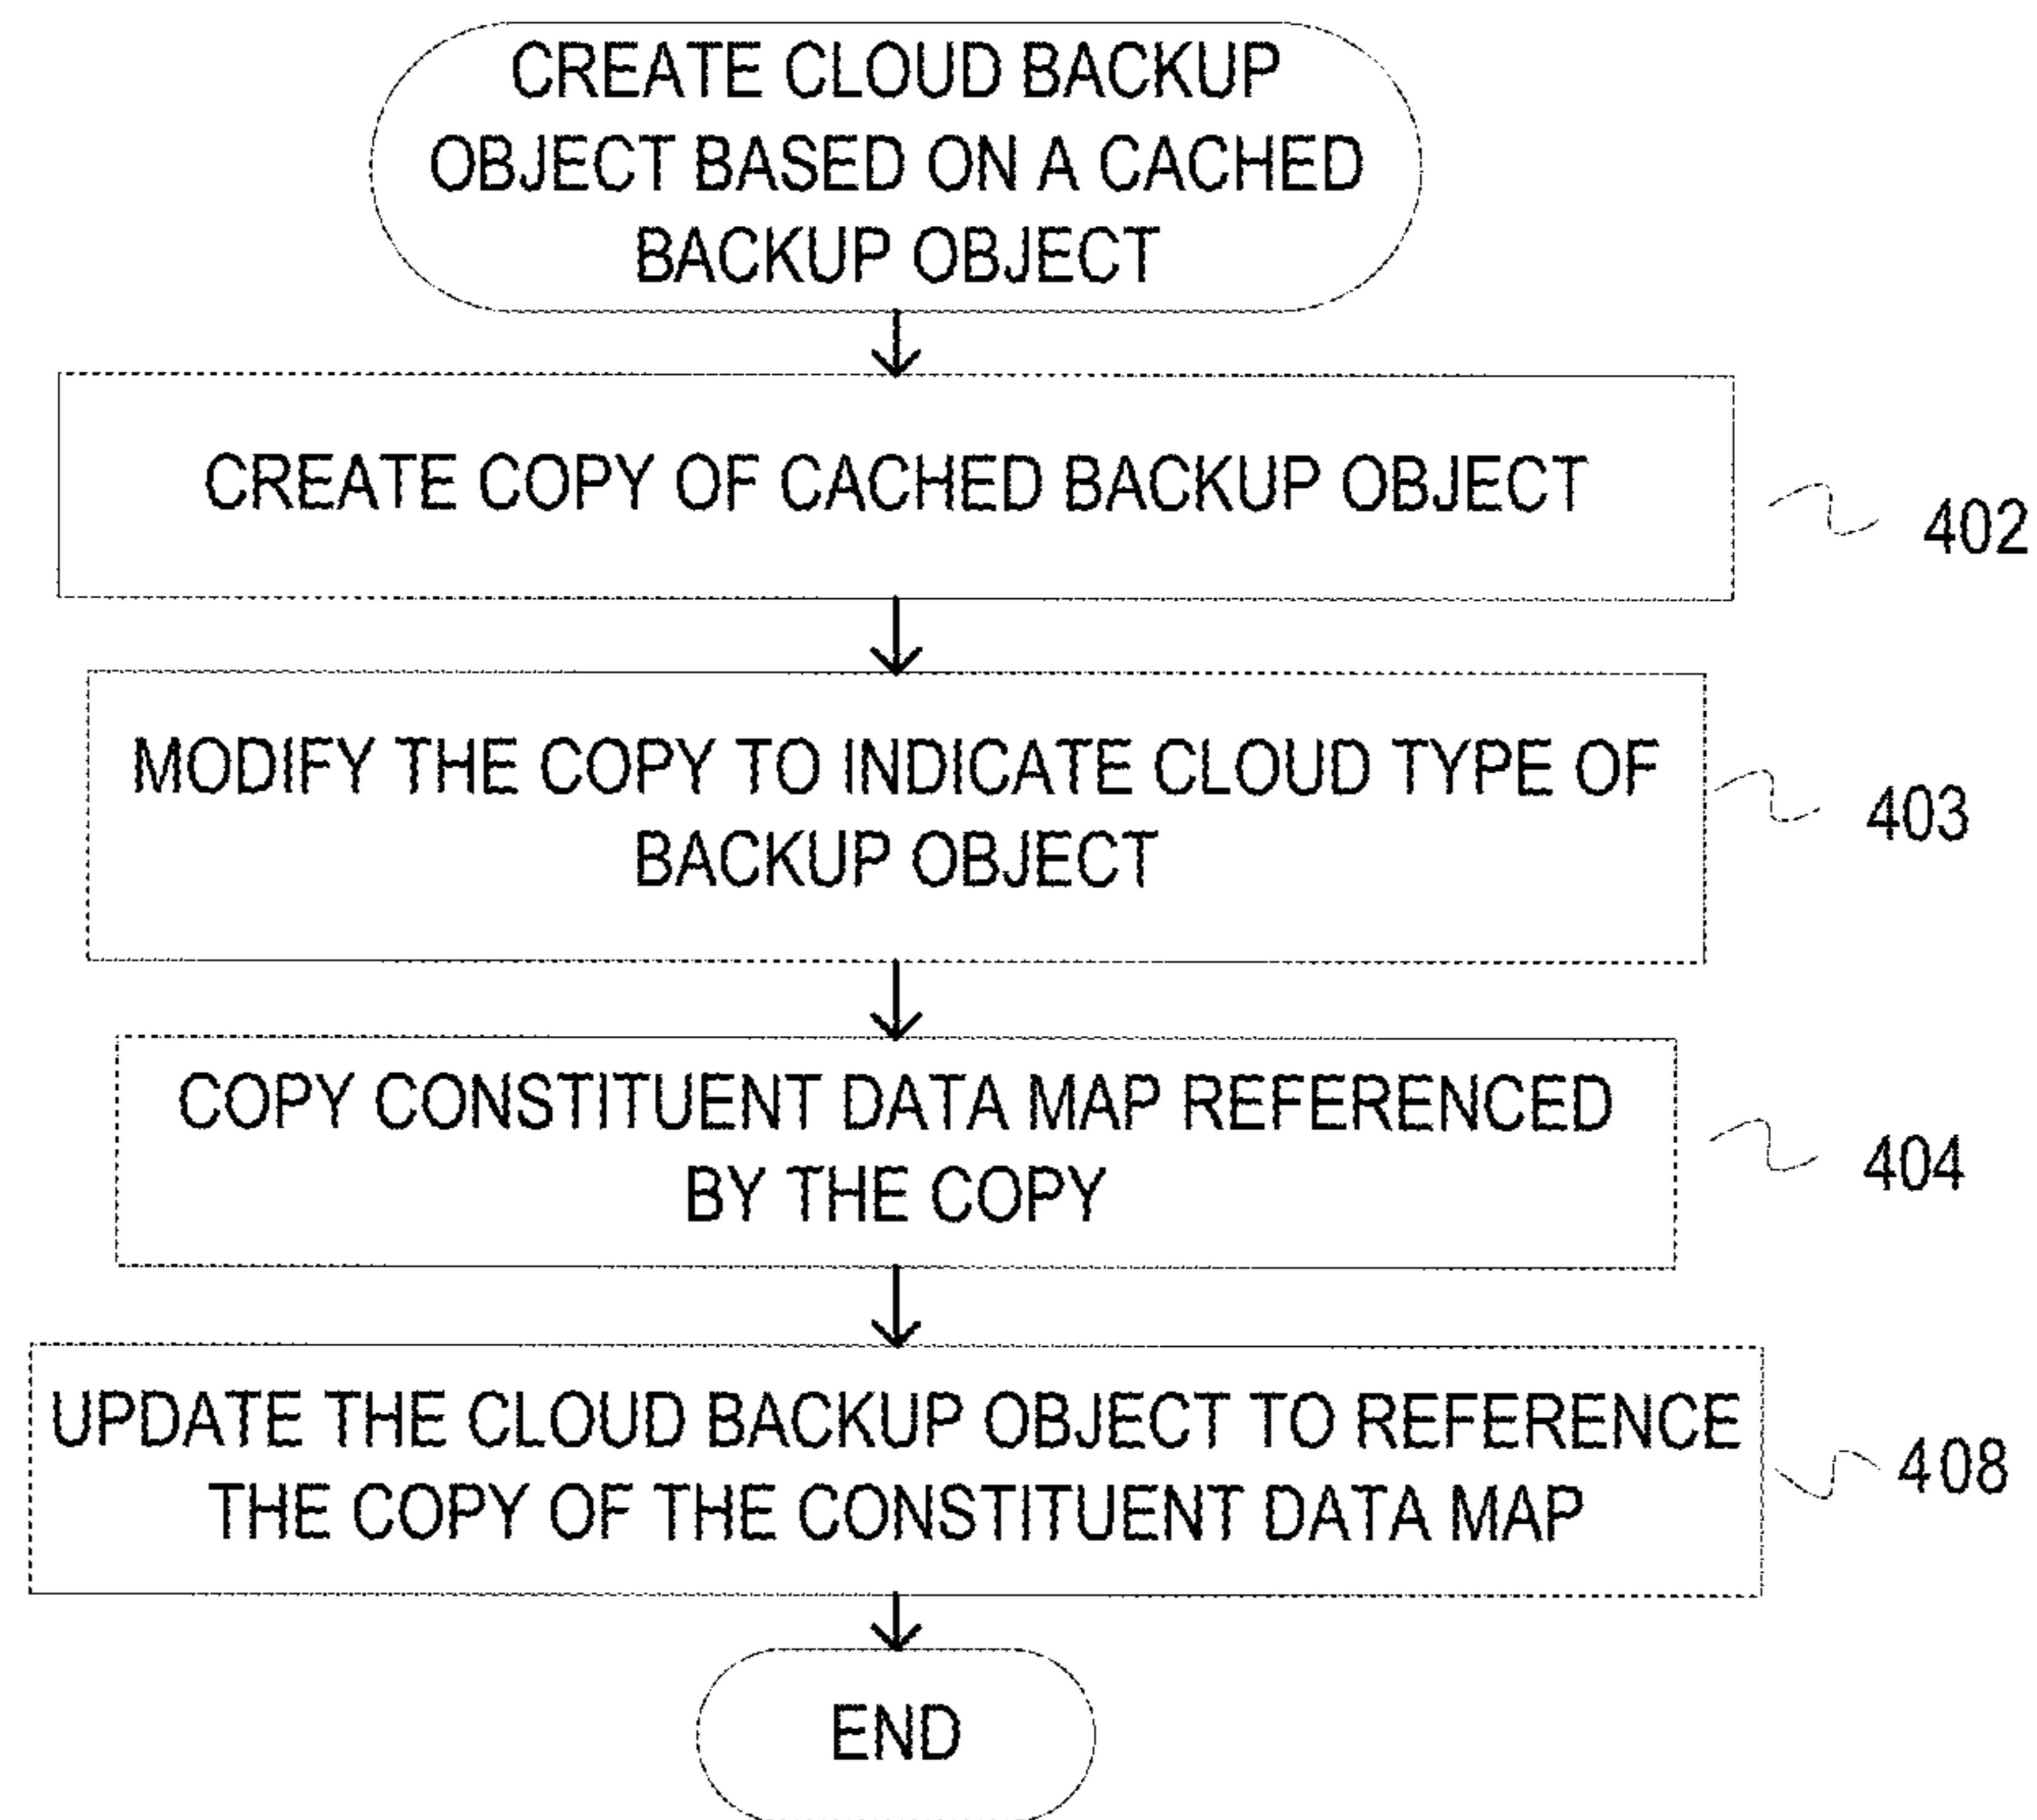 CREATE CLOUD BACKUP
OBJECT BASED ON A CACHED
BACKUP OBJECT
CREATE COPY OF CACHED BACKUP OBJECT
402
MODIFY THE COPY TO INDICATE CLOUD TYPE OF
BACKUP OBJECT
403
COPY CONSTITUENT DATA MAP REFERENCED
BY THE COPY
404
UPDATE THE CLOUD BACKUP OBJECT TO REFERENCE
THE COPY OF THE CONSTITUENT DATA MAP
408
END